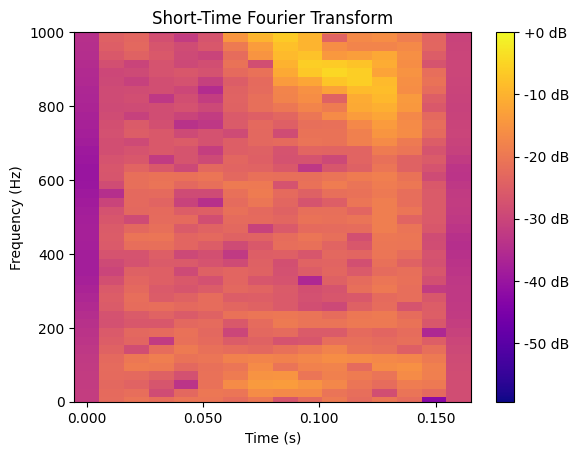 Short-Time Fourier Transform
1000
800
600
400
200
0
Frequency (Hz)
0.000
0.050
0.100
0.150
Time (s)
+0 dB
-10 dB
-20 dB
-30 dB
-40 dB
-50 dB